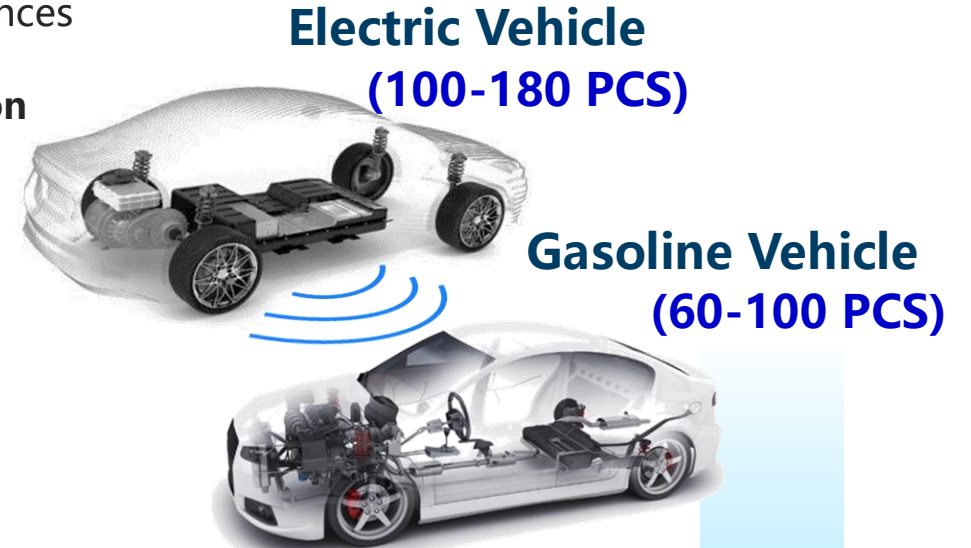 nces
Electric Vehicle
(100-180 PCS)
on
Gasoline Vehicle
(60-100 PCS)